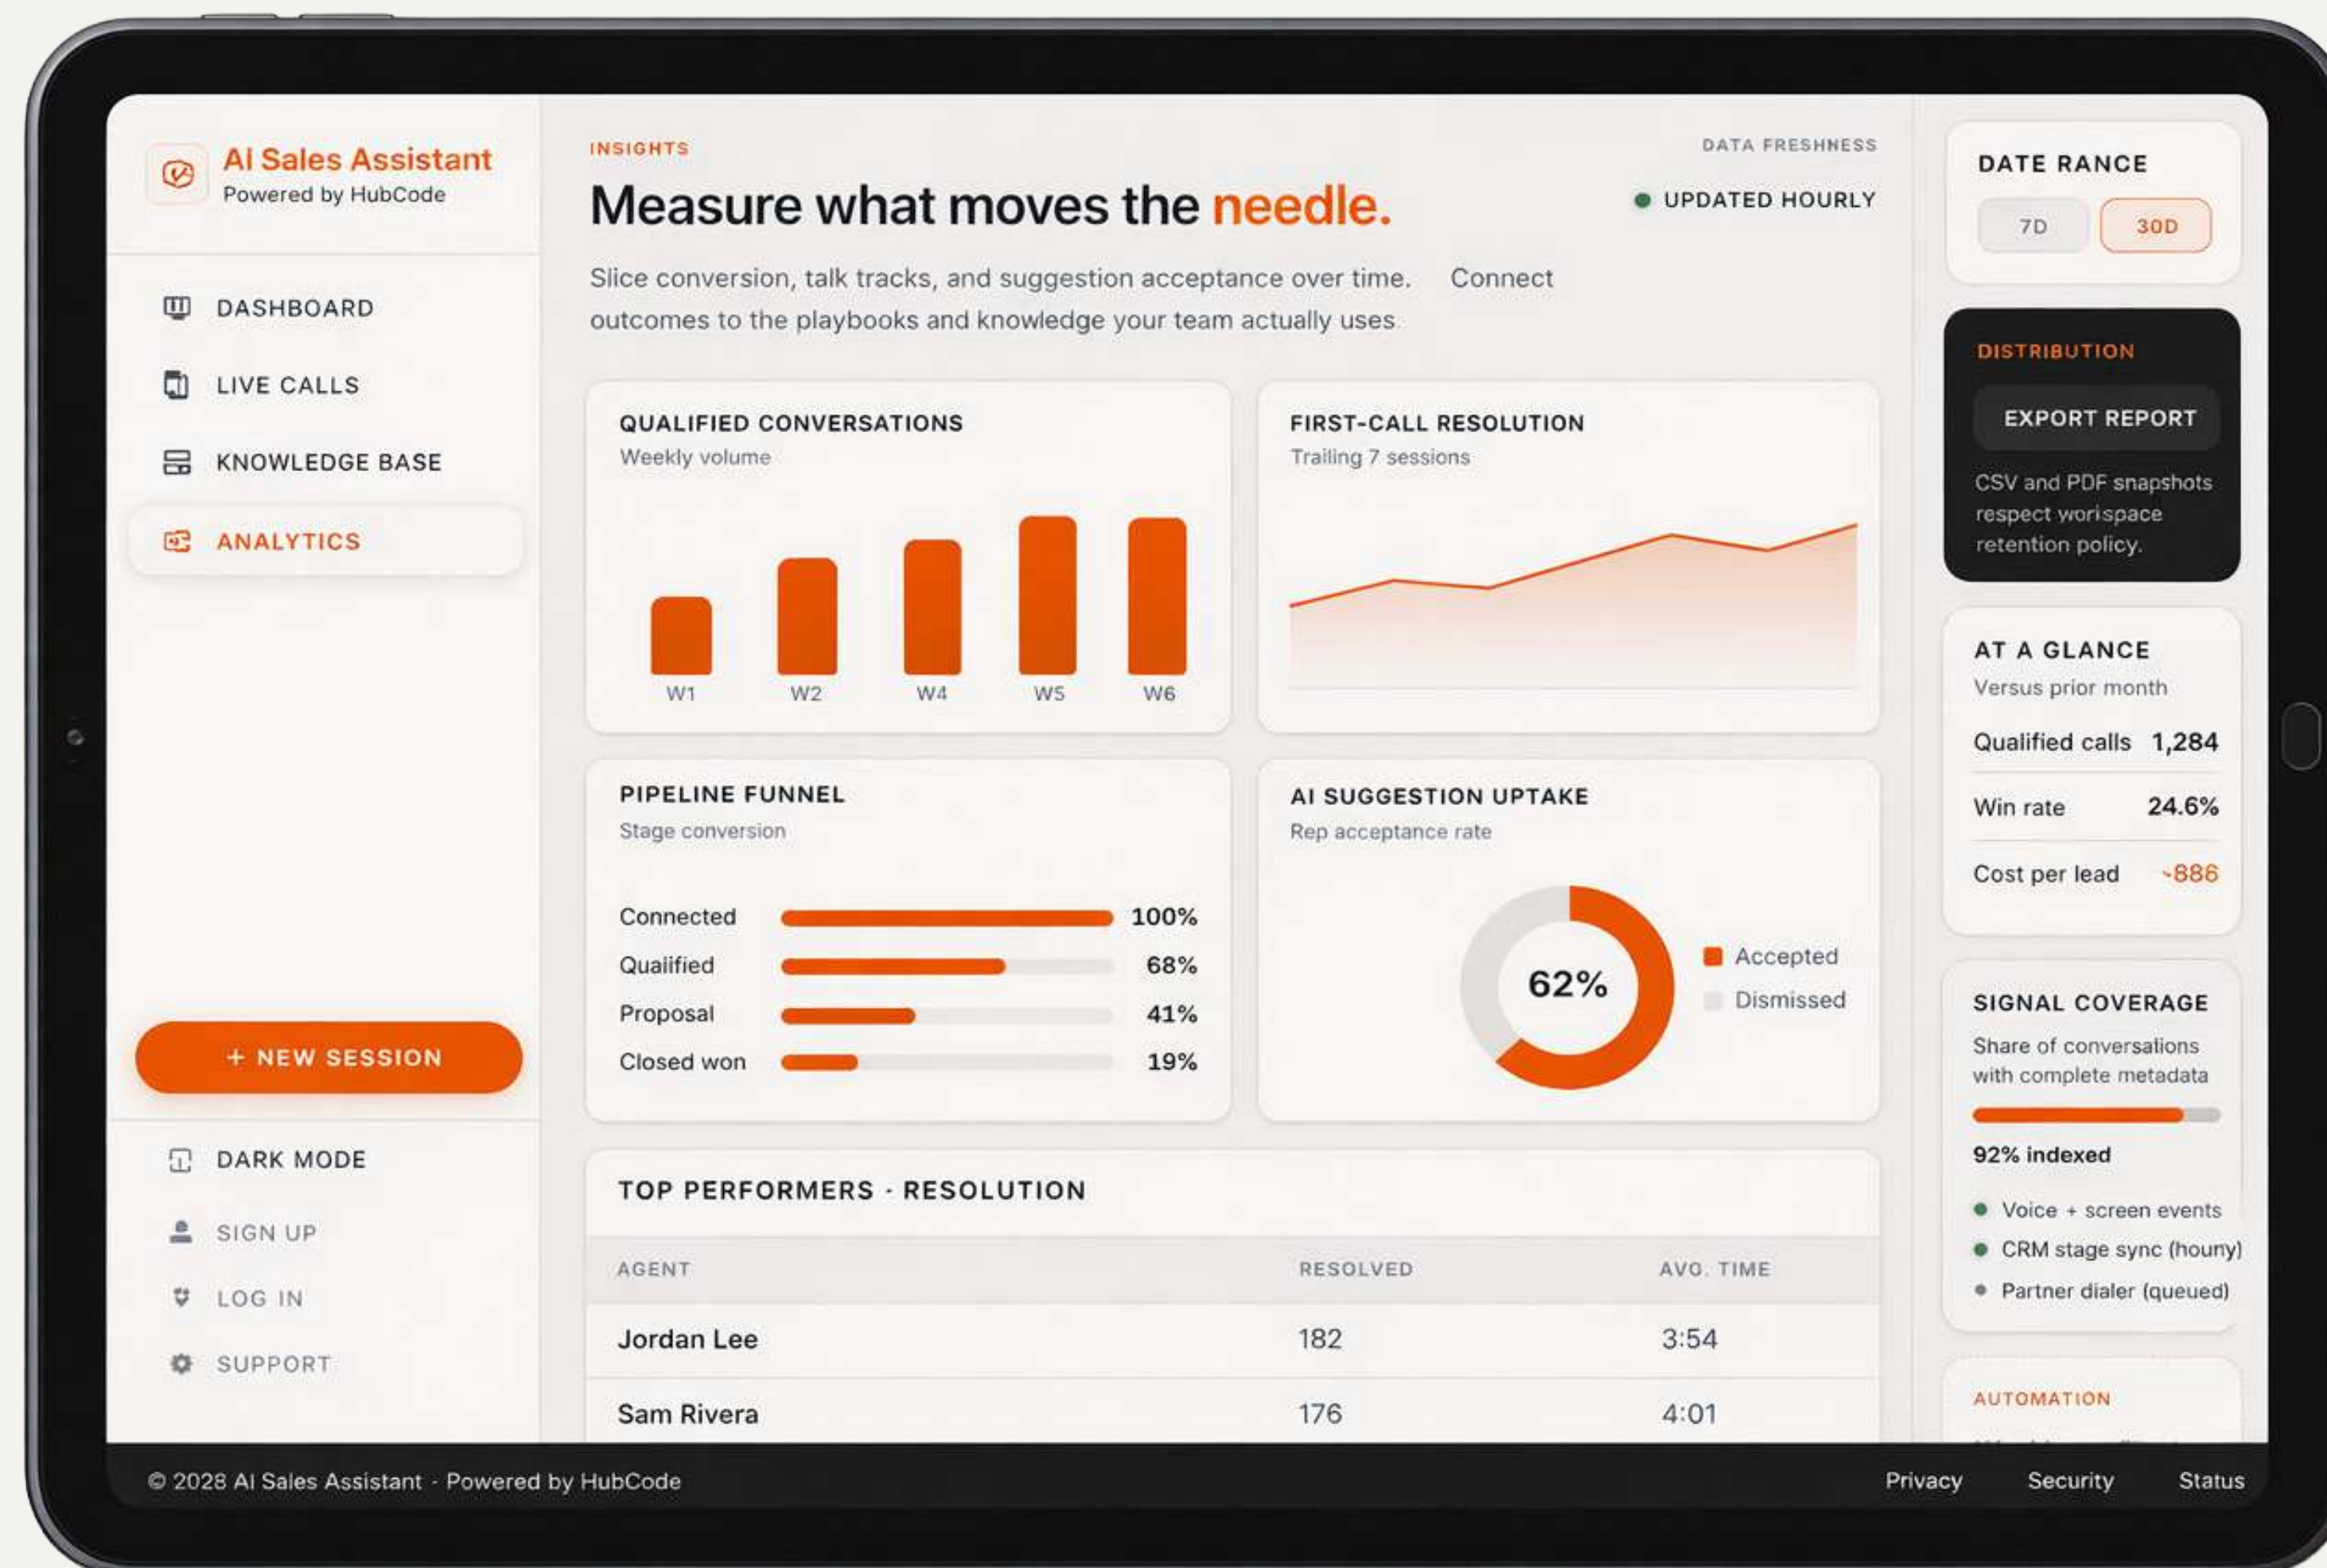 AI Sales Assistant
Powered by HubCode
DASHBOARD
LIVE CALLS
KNOWLEDGE BASE
ANALYTICS
+ NEW SESSION
DARK MODE
SIGN UP
LOG IN
SUPPORT
INSIGHTS
Measure what moves the needle.
Slice conversion, talk tracks, and suggestion acceptance over time. Connect
outcomes to the playbooks and knowledge your team actually uses.
DATA FRESHNESS
UPDATED HOURLY
QUALIFIED CONVERSATIONS
Weekly volume
W1 W2 W4 W5 W6
FIRST-CALL RESOLUTION
Trailing 7 sessions
PIPELINE FUNNEL
Stage conversion
Connected 100%
Qualified 68%
Proposal 41%
Closed won 19%
AI SUGGESTION UPTAKE
Rep acceptance rate
62%
Accepted
Dismissed
TOP PERFORMERS · RESOLUTION
AGENT RESOLVED AVG. TIME
Jordan Lee 182 3:54
Sam Rivera 176 4:01
DATE RANGE
7D 30D
DISTRIBUTION
EXPORT REPORT
CSV and PDF snapshots
respect worispace
retention policy.
AT A GLANCE
Versus prior month
Qualified calls 1,284
Win rate 24.6%
Cost per lead -886
SIGNAL COVERAGE
Share of conversations
with complete metadata
92% indexed
Voice + screen events
CRM stage sync (houry)
Partner dialer (queued)
AUTOMATION
© 2028 AI Sales Assistant - Powered by HubCode
Privacy Security Status